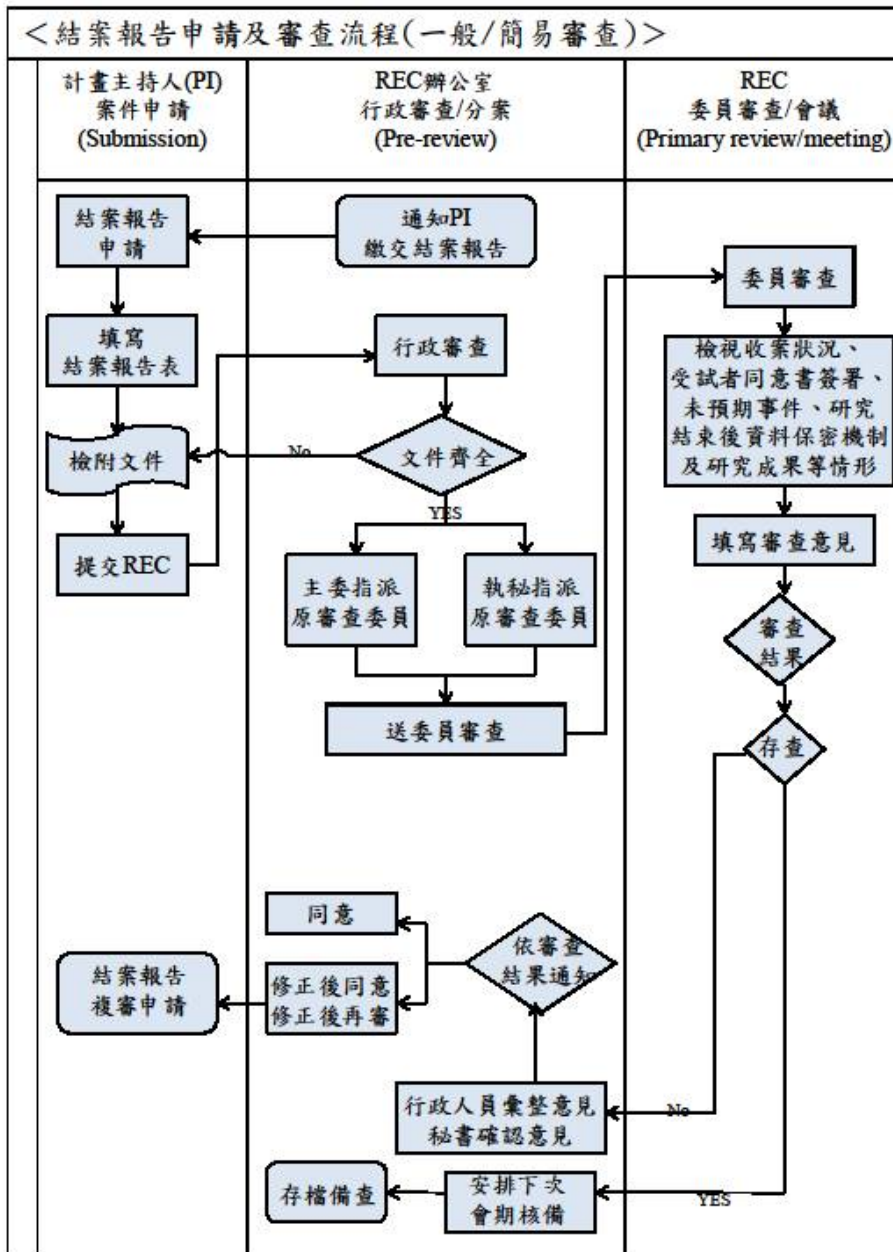 <結案報告申請及審查流程(一般/簡易審查)>
計畫主持人(PI)
案件申請
(Submission)
REC辦公室
行政審查/分案
(Pre-review)
REC
委員審查/會議
(Primary review/meeting)
結案報告
申請
通知PI
繳交結案報告
委員審查
填寫
結案報告表
行政審查
檢視收案狀況、
受試者同意書簽署、
未預期事件、研究
結束後資料保密機制
及研究成果等情形
檢附文件
No
文件齊全
YES
填寫審查意見
提交REC
主委指派
原審查委員
執秘指派
原審查委員
審查
結果
送委員審查
存查
同意
依審查
結果通知
結案報告
複審申請
修正後同意
修正後再審
行政人員彙整意見
秘書確認意見
No
存檔備查
安排下次
會期核備
YES